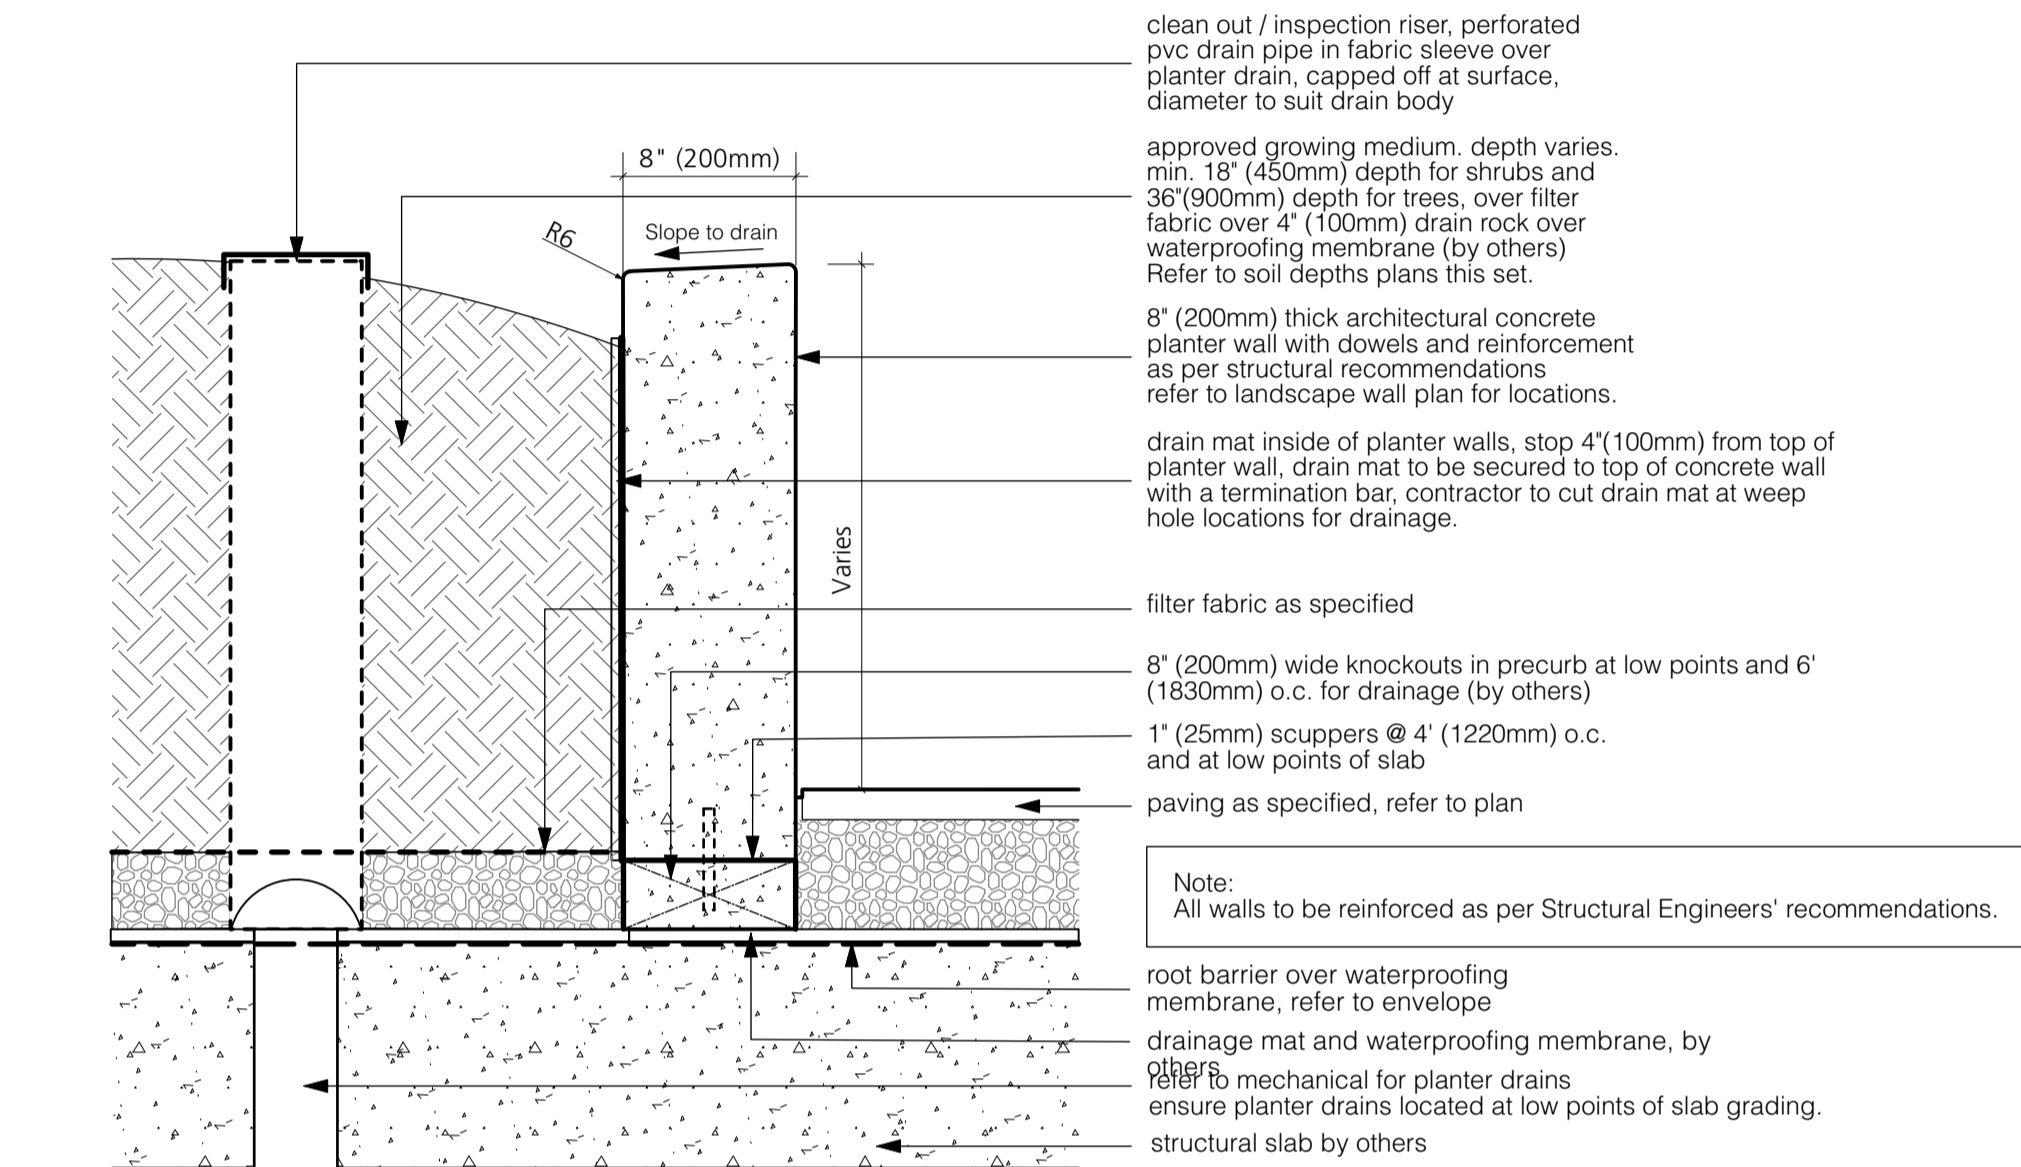 clean out / inspection riser, perforated
pvc drain pipe in fabric sleeve over
planter drain, capped off at surface,
diameter to suit drain body
approved growing medium. depth varies.
min. 18" (450mm) depth for shrubs and
36"(900mm) depth for trees, over filter
fabric over 4" (100mm) drain rock over
waterproofing membrane (by others)
Refer to soil depths plans this set.
8" (200mm)
R6
Slope to drain
8" (200mm) thick architectural concrete
planter wall with dowels and reinforcement
as per structural recommendations
refer to landscape wall plan for locations.
drain mat inside of planter walls, stop 4"(100mm) from top of
planter wall, drain mat to be secured to top of concrete wall
with a termination bar, contractor to cut drain mat at weep
hole locations for drainage.
Varies
filter fabric as specified
8" (200mm) wide knockouts in precurb at low points and 6'
(1830mm) o.c. for drainage (by others)
1" (25mm) scuppers @ 4' (1220mm) o.c.
and at low points of slab
paving as specified, refer to plan
Note:
All walls to be reinforced as per Structural Engineers' recommendations.
root barrier over waterproofing
membrane, refer to envelope
drainage mat and waterproofing membrane, by
others
refer to mechanical for planter drains
ensure planter drains located at low points of slab grading.
structural slab by others